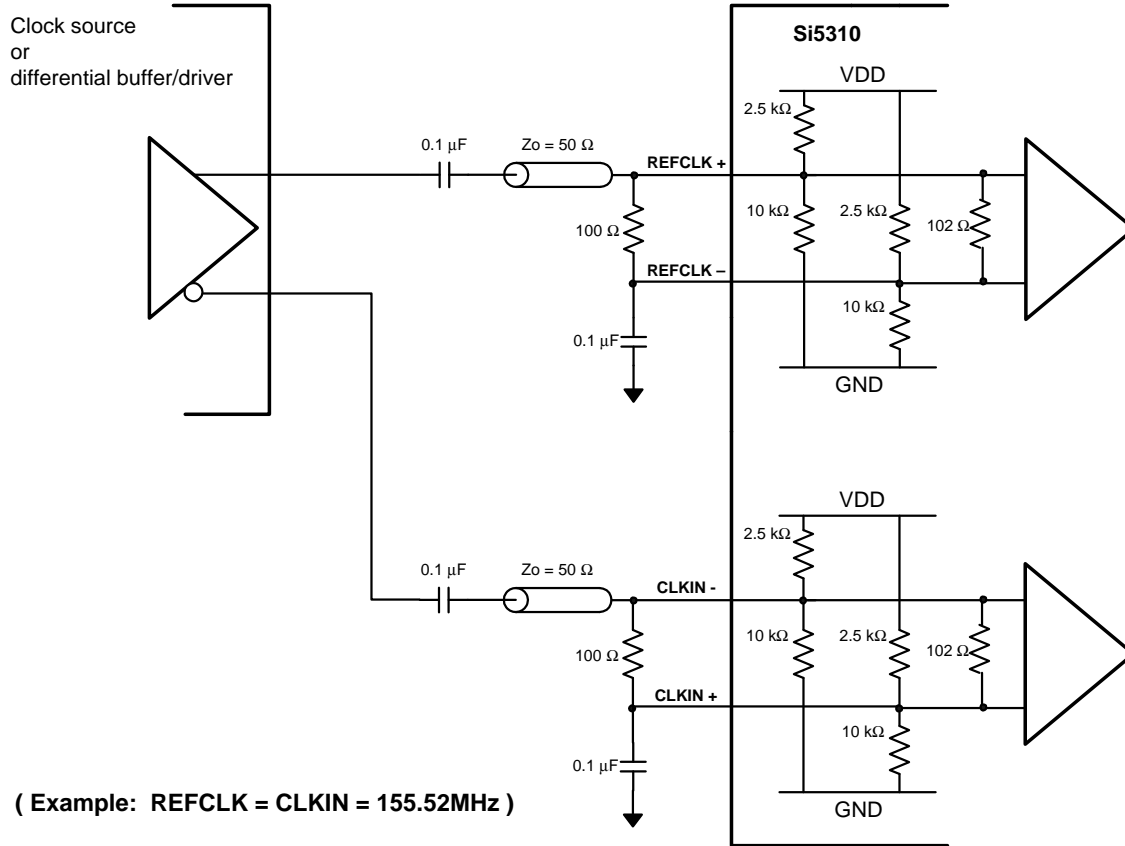 Clock source
or
differential buffer/driver
Si5310
VDD
2.5 kΩ
0.1 μF
Zo = 50 Ω
REFCLK +
100 Ω
10 kΩ
2.5 kΩ
102 Ω
REFCLK –
10 kΩ
0.1 μF
GND
VDD
2.5 kΩ
0.1 μF
Zo = 50 Ω
CLKIN -
100 Ω
10 kΩ
2.5 kΩ
102 Ω
CLKIN +
10 kΩ
0.1 μF
GND
( Example: REFCLK = CLKIN = 155.52MHz )